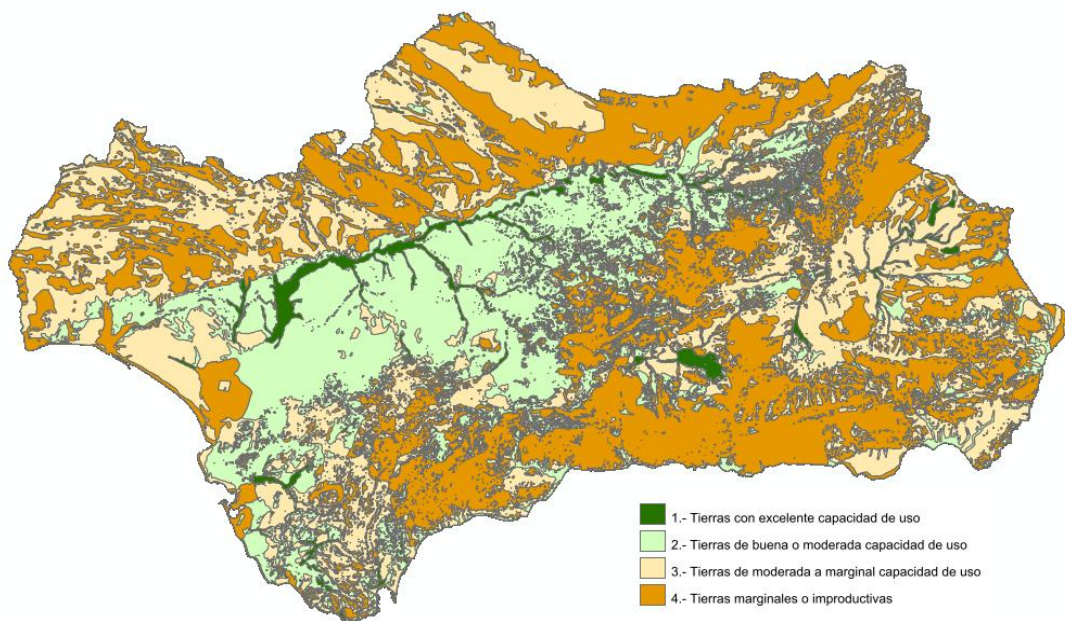 1.- Tierras con excelente capacidad de uso
2.- Tierras de buena o moderada capacidad de uso
3.- Tierras de moderada a marginal capacidad de uso
4.- Tierras marginales o improductivas